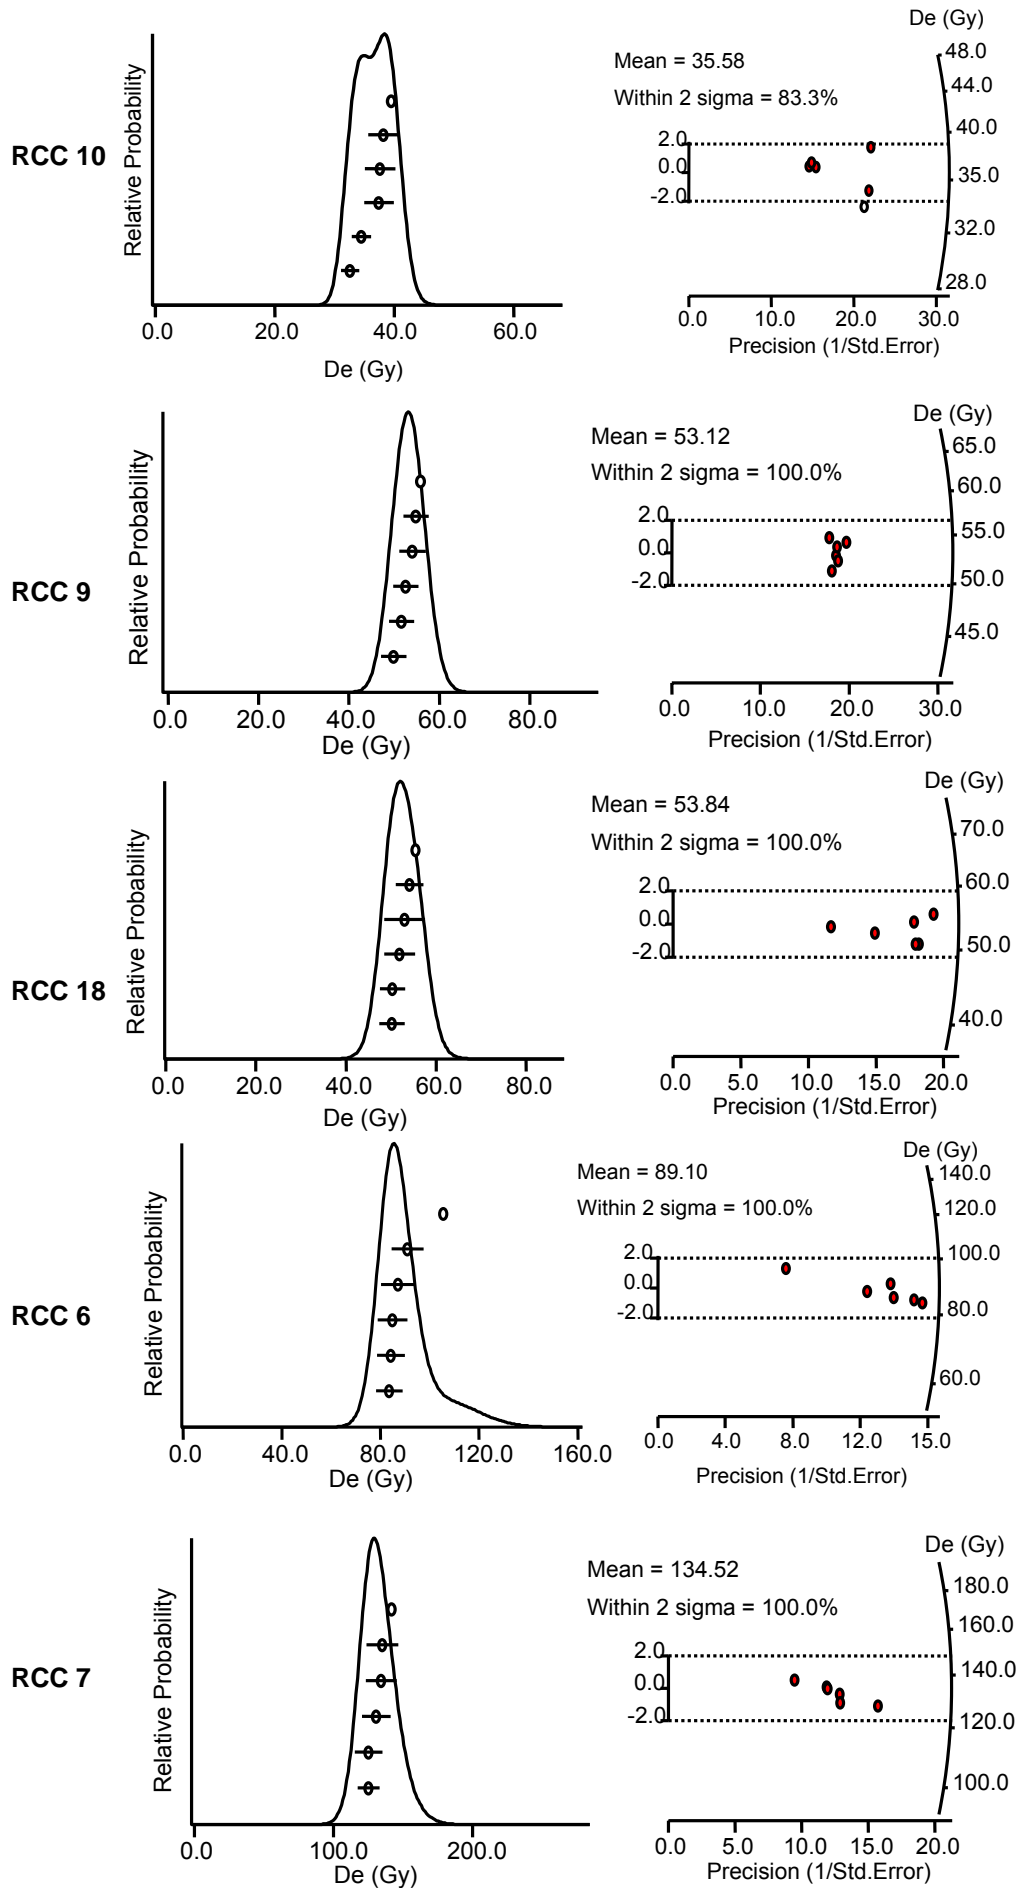 RCC 10
Relative Probability
0.0 20.0 40.0 60.0
De (Gy)
Mean = 35.58
Within 2 sigma = 83.3%
De (Gy)
48.0
44.0
40.0
35.0
32.0
28.0
2.0
0.0
-2.0
0.0 10.0 20.0 30.0
Precision (1/Std.Error)
RCC 9
Relative Probability
0.0 20.0 40.0 60.0 80.0
De (Gy)
Mean = 53.12
Within 2 sigma = 100.0%
De (Gy)
65.0
60.0
55.0
50.0
45.0
2.0
0.0
-2.0
0.0 10.0 20.0 30.0
Precision (1/Std.Error)
RCC 18
Relative Probability
0.0 20.0 40.0 60.0 80.0
De (Gy)
Mean = 53.84
Within 2 sigma = 100.0%
De (Gy)
70.0
60.0
50.0
40.0
2.0
0.0
-2.0
0.0 5.0 10.0 15.0 20.0
Precision (1/Std.Error)
RCC 6
Relative Probability
0.0 40.0 80.0 120.0 160.0
De (Gy)
Mean = 89.10
Within 2 sigma = 100.0%
De (Gy)
140.0
120.0
100.0
80.0
60.0
2.0
0.0
-2.0
0.0 4.0 8.0 12.0 15.0
Precision (1/Std.Error)
RCC 7
Relative Probability
0.0 100.0 200.0
De (Gy)
Mean = 134.52
Within 2 sigma = 100.0%
De (Gy)
180.0
160.0
140.0
120.0
100.0
2.0
0.0
-2.0
0.0 5.0 10.0 15.0 20.0
Precision (1/Std.Error)